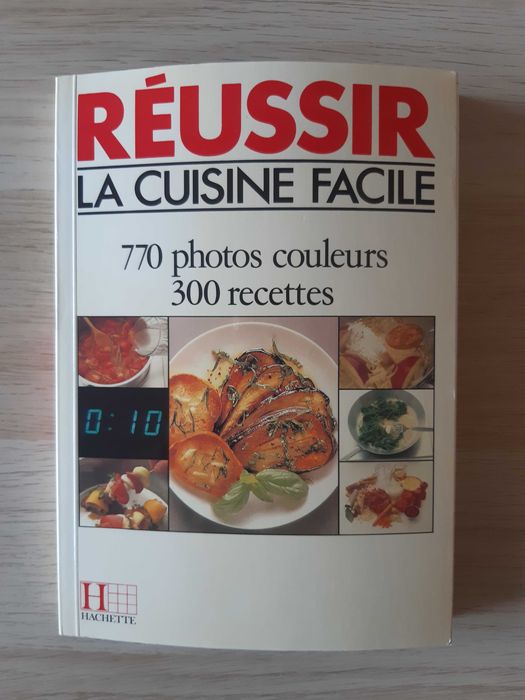 RÉUSSIR
LA CUISINE FACILE
770 photos couleurs
300 recettes
0:10
H
HACHETTE